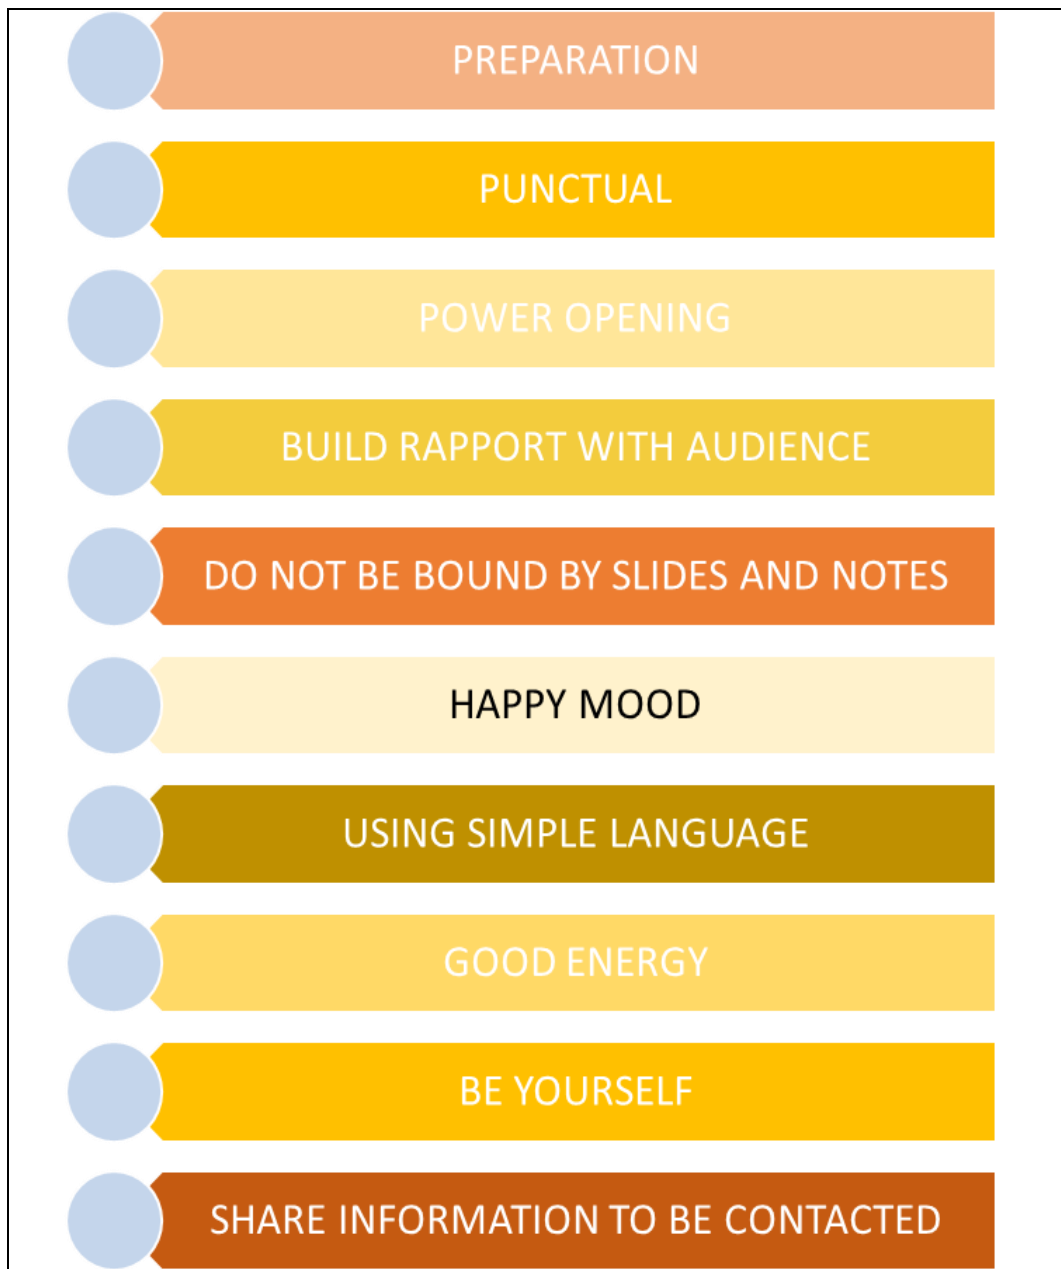 PREPARATION
PUNCTUAL
POWER OPENING
BUILD RAPPORT WITH AUDIENCE
DO NOT BE BOUND BY SLIDES AND NOTES
HAPPY MOOD
USING SIMPLE LANGUAGE
GOOD ENERGY
BE YOURSELF
SHARE INFORMATION TO BE CONTACTED